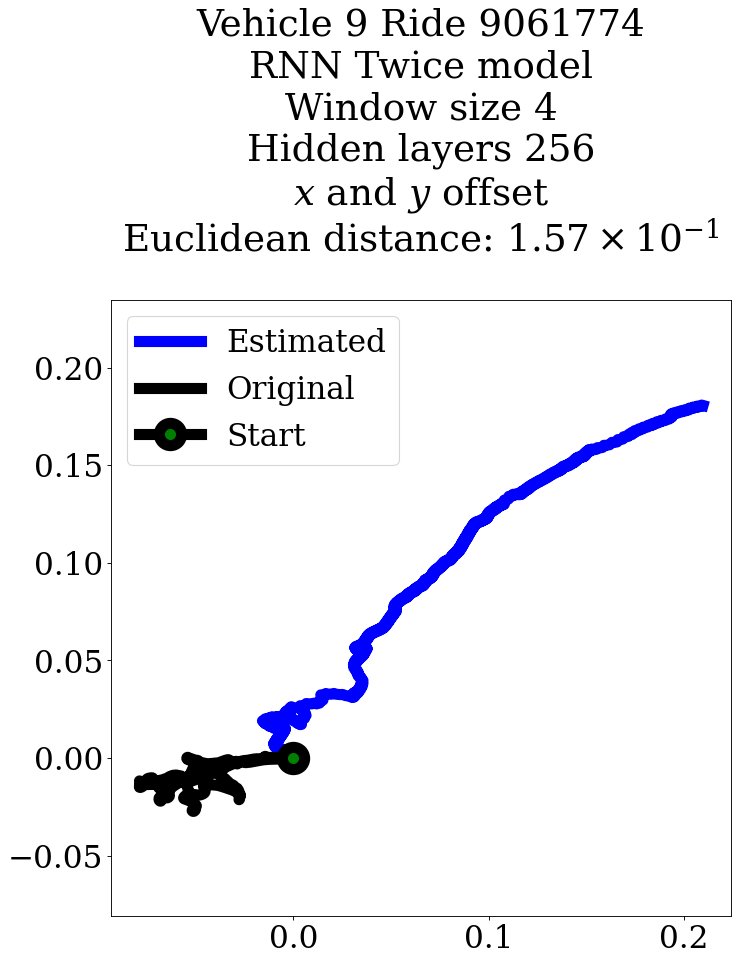 Vehicle 9 Ride 9061774
RNN Twice model
Window size 4
Hidden layers 256
x and y offset
Euclidean distance: 1.57 × 10⁻¹
Estimated
Original
Start
0.20
0.15
0.10
0.05
0.00
−0.05
0.0 0.1 0.2